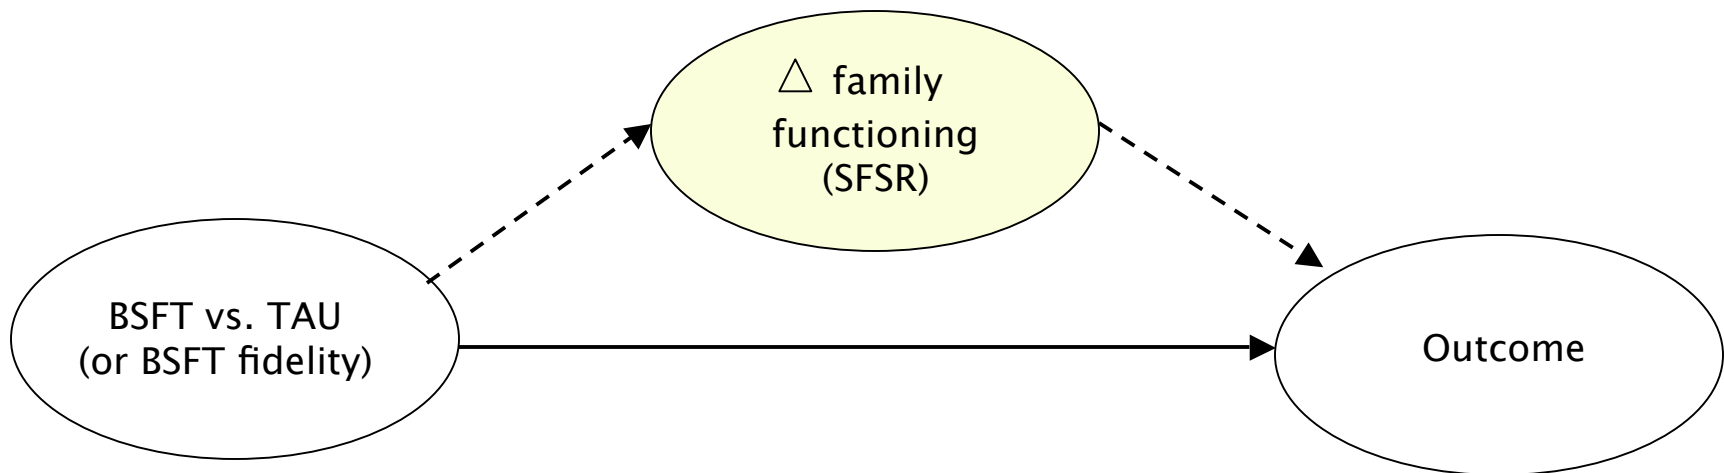 △ family
functioning
(SFSR)
BSFT vs. TAU
(or BSFT fidelity)
Outcome